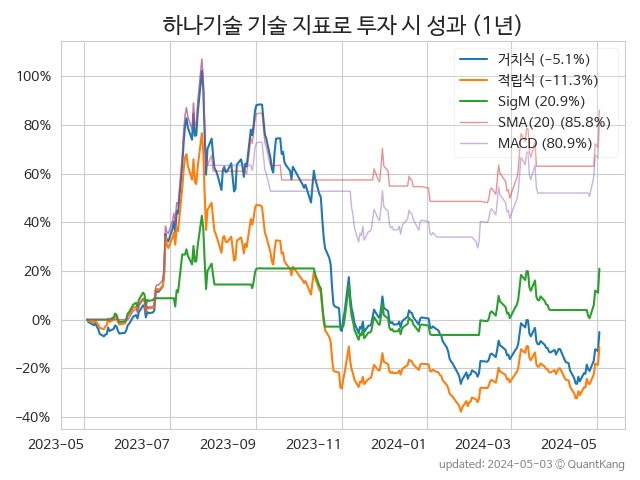 하나기술 기술 지표로 투자 시 성과 (1년)
거치식 (−5.1%)
적립식 (−11.3%)
SigM (20.9%)
SMA(20) (85.8%)
MACD (80.9%)
100%
80%
60%
40%
20%
0%
−20%
−40%
2023-05 2023-07 2023-09 2023-11 2024-01 2024-03 2024-05
updated: 2024-05-03 ⓒ QuantKang